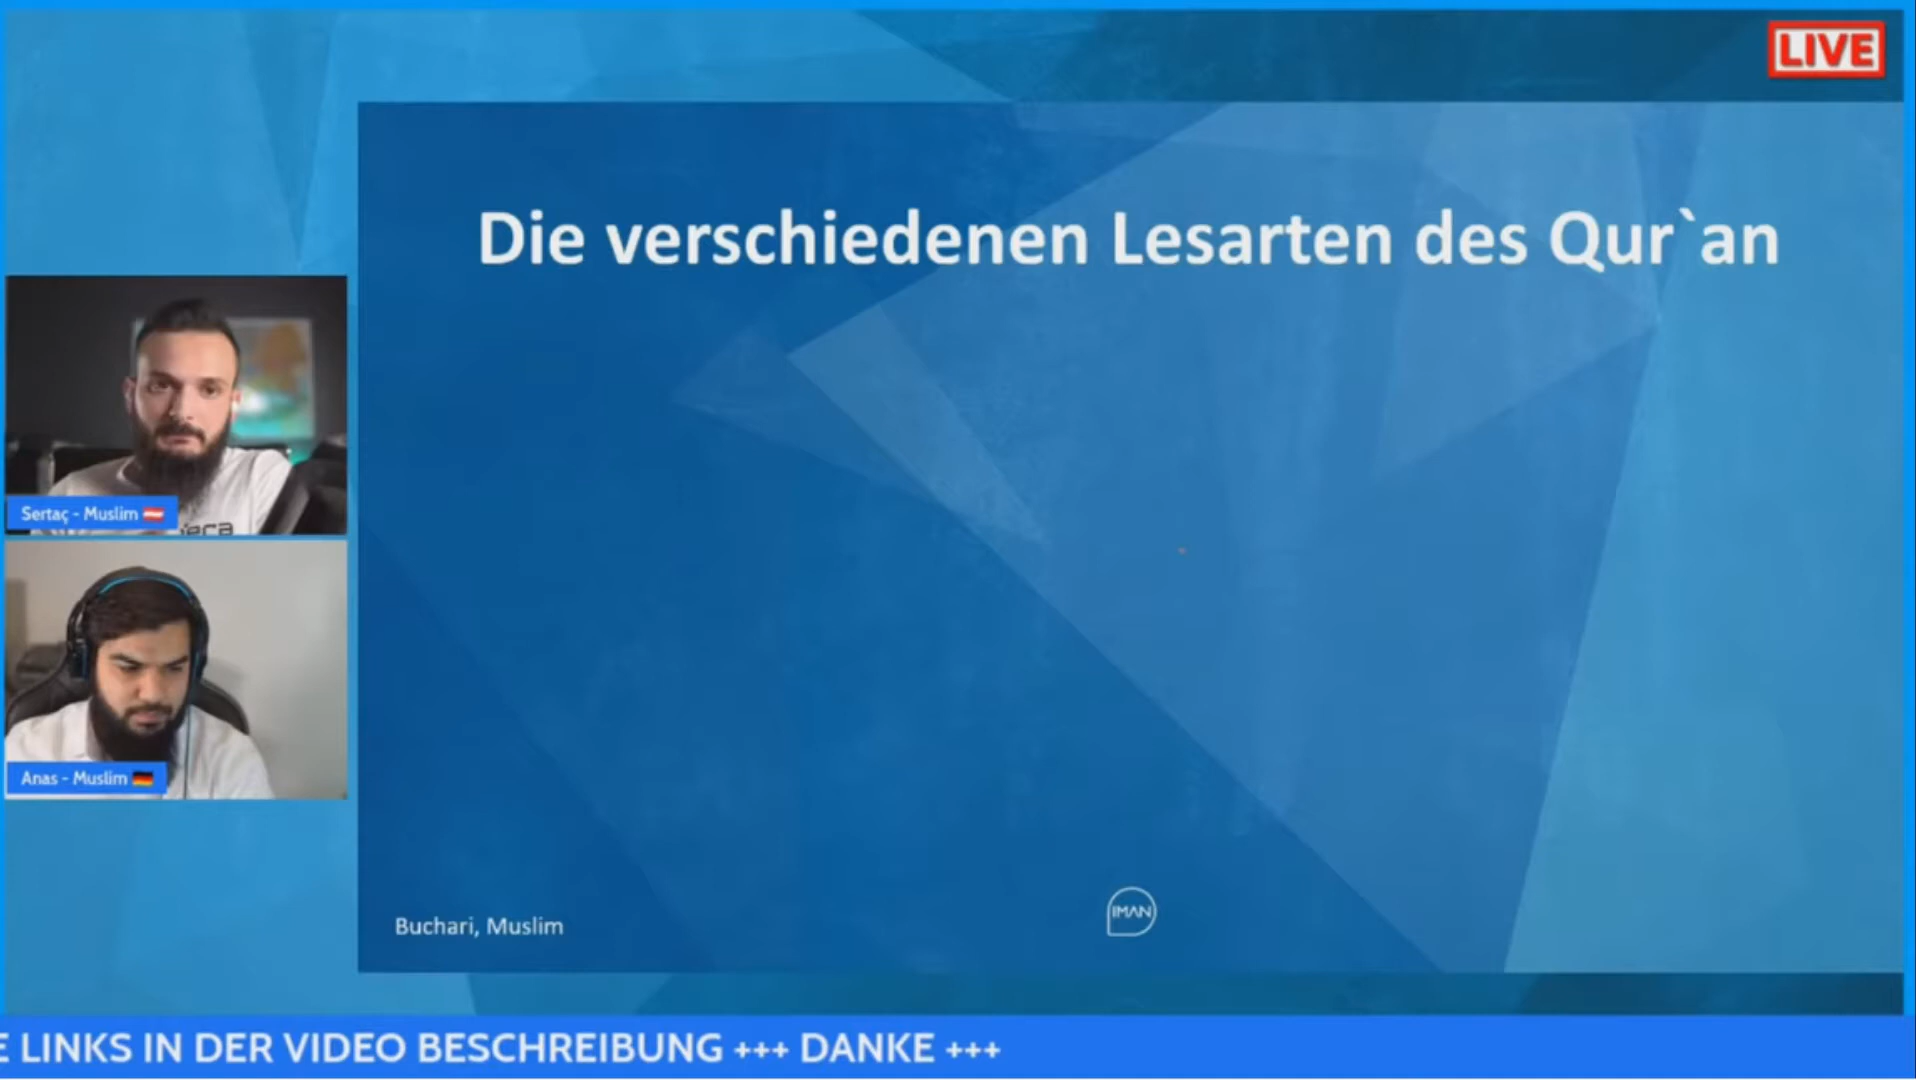 LIVE
Die verschiedenen Lesarten des Qur`an
Sertaç - Muslim
Anas - Muslim
Buchari, Muslim
IMAN
E LINKS IN DER VIDEO BESCHREIBUNG +++ DANKE +++